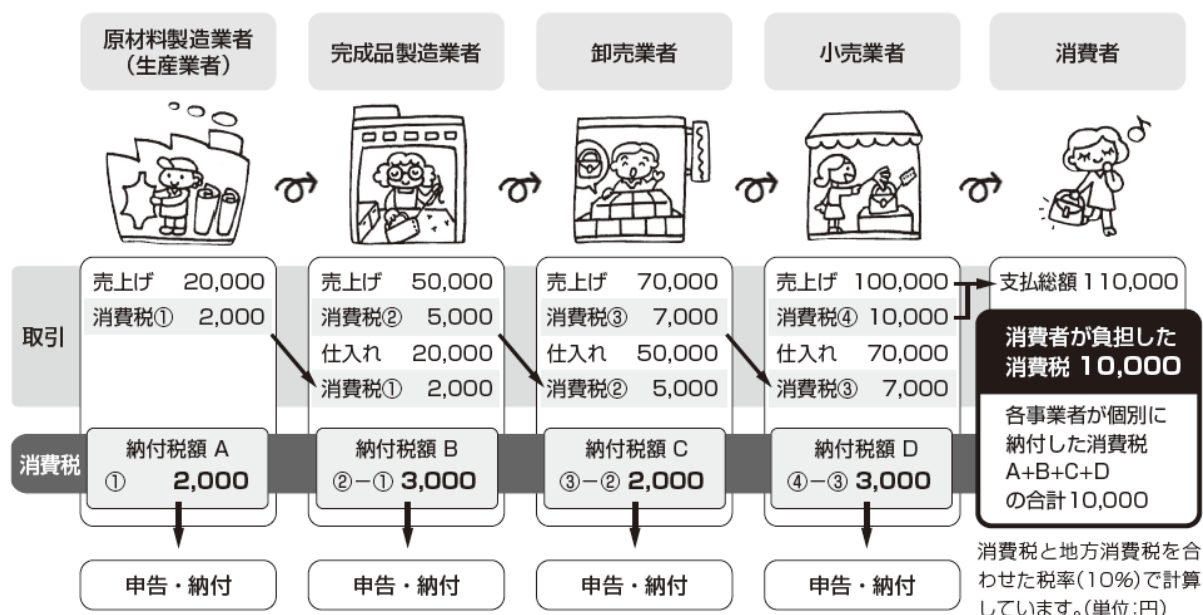 原材料製造業者
(生産業者)
完成品製造業者
卸売業者
小売業者
消費者
取引
売上げ 20,000
消費税① 2,000
売上げ 50,000
消費税② 5,000
仕入れ 20,000
消費税① 2,000
売上げ 70,000
消費税③ 7,000
仕入れ 50,000
消費税② 5,000
売上げ 100,000
消費税④ 10,000
仕入れ 70,000
消費税③ 7,000
支払総額 110,000
消費者が負担した
消費税 10,000
各事業者が個別に
納付した消費税
A+B+C+D
の合計10,000
消費税
納付税額 A
① 2,000
納付税額 B
②−① 3,000
納付税額 C
③−② 2,000
納付税額 D
④−③ 3,000
申告・納付
申告・納付
申告・納付
申告・納付
消費税と地方消費税を合
わせた税率(10%)で計算
しています。(単位:円)